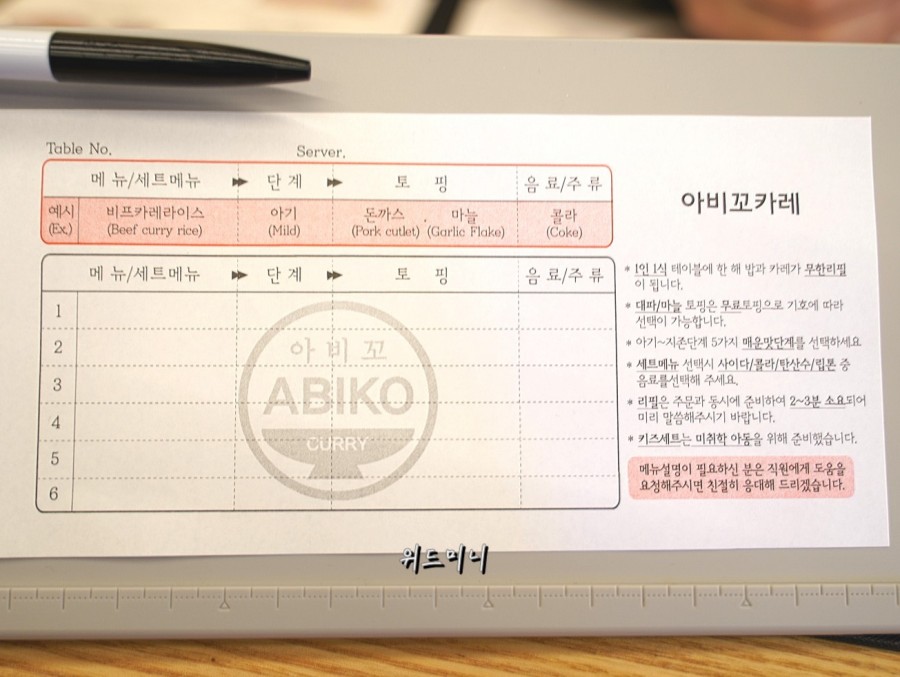 Table No. Server.
메 뉴/세트메뉴 ▶▶ 단 계 ▶▶ 토 핑 음 료/주 류
예시 비프카레라이스 아기 돈까스 , 마늘 콜라
(Ex.) (Beef curry rice) (Mild) (Pork cutlet) (Garlic Flake) (Coke)
메 뉴/세트메뉴 ▶▶ 단 계 ▶▶ 토 핑 음 료/주 류
1
2
3
4
5
6
아비꼬
ABIKO
CURRY
아비꼬카레
* 1인 1식 테이블에 한 해 밥과 카레가 무한리필
이 됩니다.
* 대파/마늘 토핑은 무료토핑으로 기호에 따라
선택이 가능합니다.
* 아기~지존단계 5가지 매운맛단계를 선택하세요
* 세트메뉴 선택시 사이다/콜라/탄산수/립톤 중
음료를선택해 주세요.
* 리필은 주문과 동시에 준비하여 2~3분 소요되어
미리 말씀해주시기 바랍니다.
* 키즈세트는 미취학 아동을 위해 준비했습니다.
메뉴설명이 필요하신 분은 직원에게 도움을
요청해주시면 친절히 응대해 드리겠습니다.
위드머니